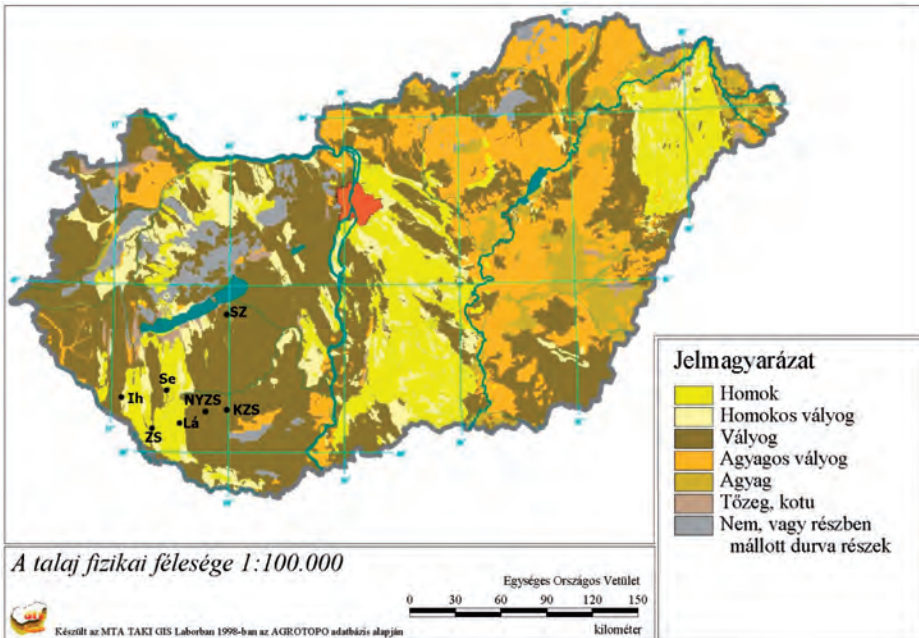 SZ
Se
Ih
NYZS
KZS
Lá
ZS
Jelmagyarázat
Homok
Homokos vályog
Vályog
Agyagos vályog
Agyag
Tőzeg, kotu
Nem, vagy részben
mállott durva részek
A talaj fizikai félesége 1:100.000
Egységes Országos Vetület
0 30 60 90 120 150
kilométer
Készült az MTA TAKI GIS Laborban 1998-ban az AGROTOPO adatbázis alapján